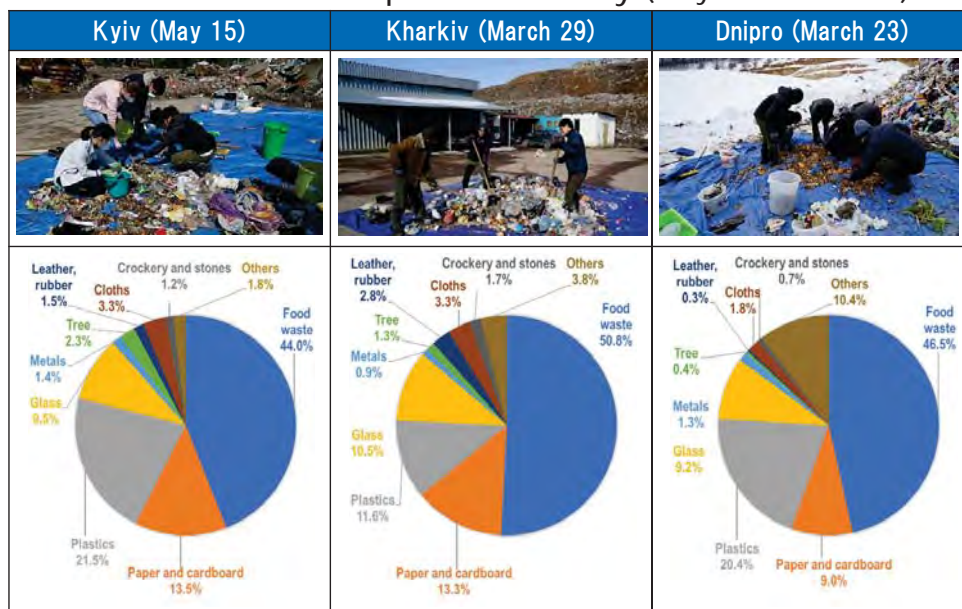 Kyiv (May 15)
Kharkiv (March 29)
Dnipro (March 23)
Leather,
rubber
1.5%
Cloths
3.3%
Crockery and stones
1.2%
Others
1.8%
Food
waste
44.0%
Tree
2.3%
Metals
1.4%
Glass
9.5%
Plastics
21.5%
Paper and cardboard
13.5%
Leather,
rubber
2.8%
Cloths
3.3%
Crockery and stones
1.7%
Others
3.8%
Food
waste
50.8%
Tree
1.3%
Metals
0.9%
Glass
10.5%
Plastics
11.6%
Paper and cardboard
13.3%
Leather,
rubber
0.3%
Cloths
1.8%
Crockery and stones
0.7%
Others
10.4%
Food
waste
46.5%
Tree
0.4%
Metals
1.3%
Glass
9.2%
Plastics
20.4%
Paper and cardboard
9.0%